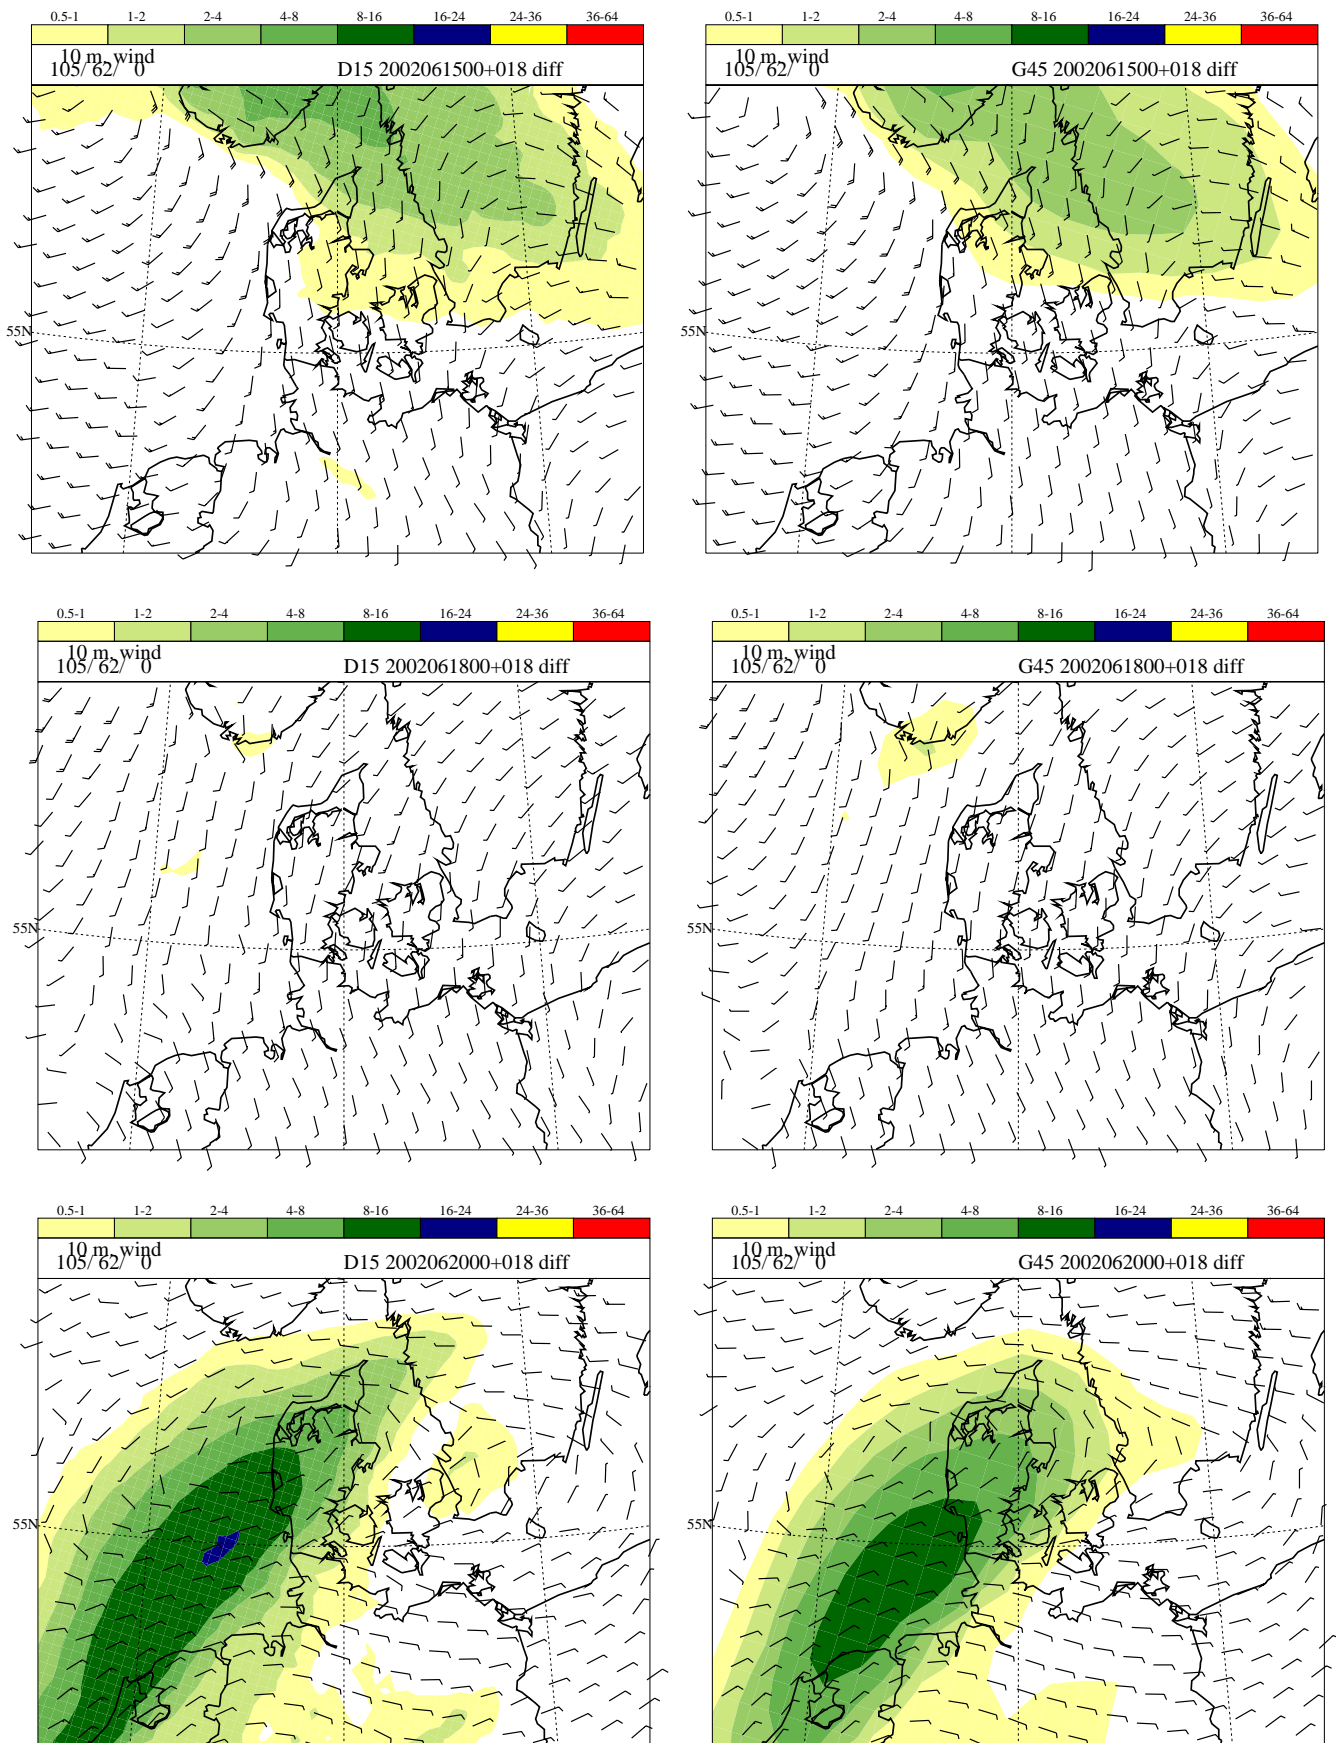 0.5-1 1-2 2-4 4-8 8-16 16-24 24-36 36-64
10 m, wind
105/ 62/ 0 D15 2002061500+018 diff
55N
0.5-1 1-2 2-4 4-8 8-16 16-24 24-36 36-64
10 m, wind
105/ 62/ 0 G45 2002061500+018 diff
55N
0.5-1 1-2 2-4 4-8 8-16 16-24 24-36 36-64
10 m, wind
105/ 62/ 0 D15 2002061800+018 diff
55N
0.5-1 1-2 2-4 4-8 8-16 16-24 24-36 36-64
10 m, wind
105/ 62/ 0 G45 2002061800+018 diff
55N
0.5-1 1-2 2-4 4-8 8-16 16-24 24-36 36-64
10 m, wind
105/ 62/ 0 D15 2002062000+018 diff
55N
0.5-1 1-2 2-4 4-8 8-16 16-24 24-36 36-64
10 m, wind
105/ 62/ 0 G45 2002062000+018 diff
55N